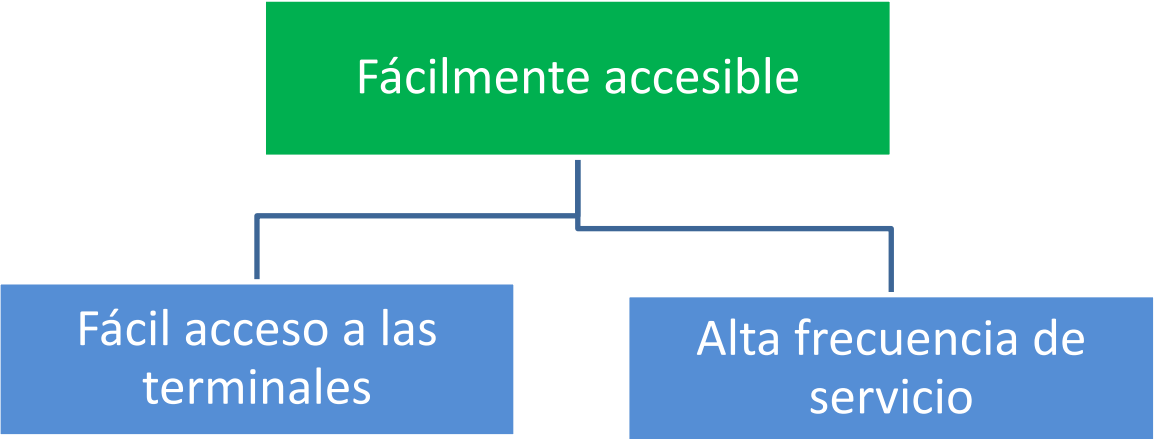 Fácilmente accesible
Fácil acceso a las
terminales
Alta frecuencia de
servicio